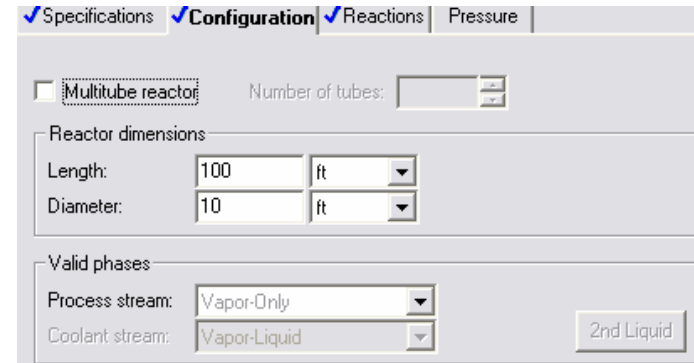 Specifications Configuration Reactions Pressure
Multitube reactor Number of tubes:
Reactor dimensions
Length: 100 ft
Diameter: 10 ft
Valid phases
Process stream: Vapor-Only
Coolant stream: Vapor-Liquid 2nd Liquid